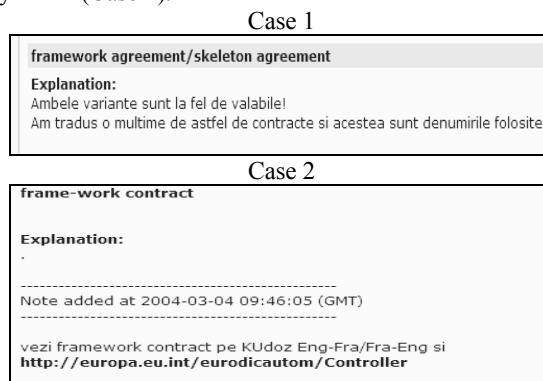 Case 1
framework agreement/skeleton agreement
Explanation:
Ambele variante sunt la fel de valabile!
Am tradus o multime de astfel de contracte si acestea sunt denumirile folosite
Case 2
frame-work contract
Explanation:
.
--------------------------------------------------
Note added at 2004-03-04 09:46:05 (GMT)
--------------------------------------------------
vezi framework contract pe KUdoz Eng-Fra/Fra-Eng si
http://europa.eu.int/eurodicautom/Controller